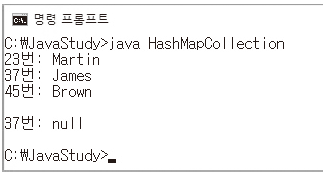 명령 프롬프트
C:₩JavaStudy>java HashMapCollection
23번: Martin
37번: James
45번: Brown
37번: null
C:₩JavaStudy>